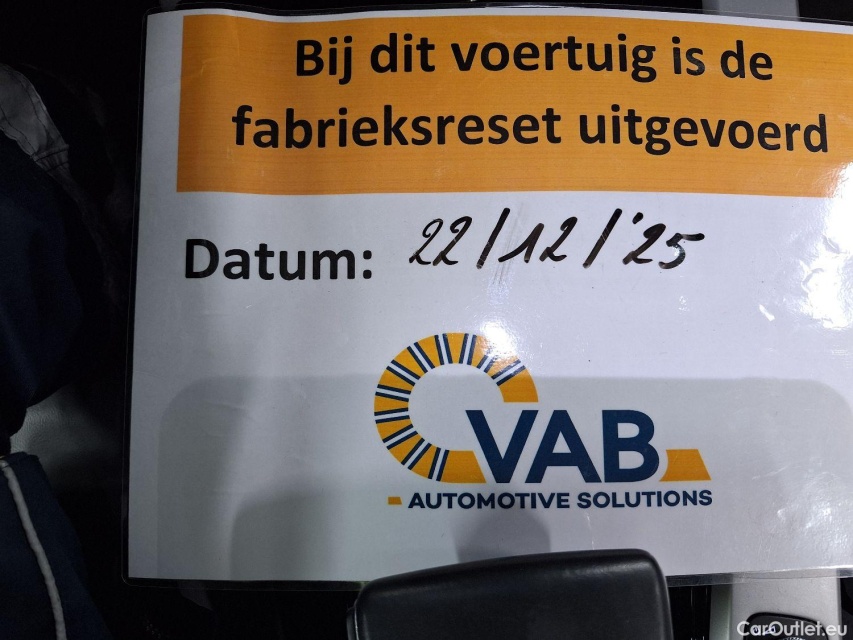 Bij dit voertuig is de
fabrieksreset uitgevoerd
Datum: 22/12/'25
VAB
AUTOMOTIVE SOLUTIONS
CarOutlet.eu